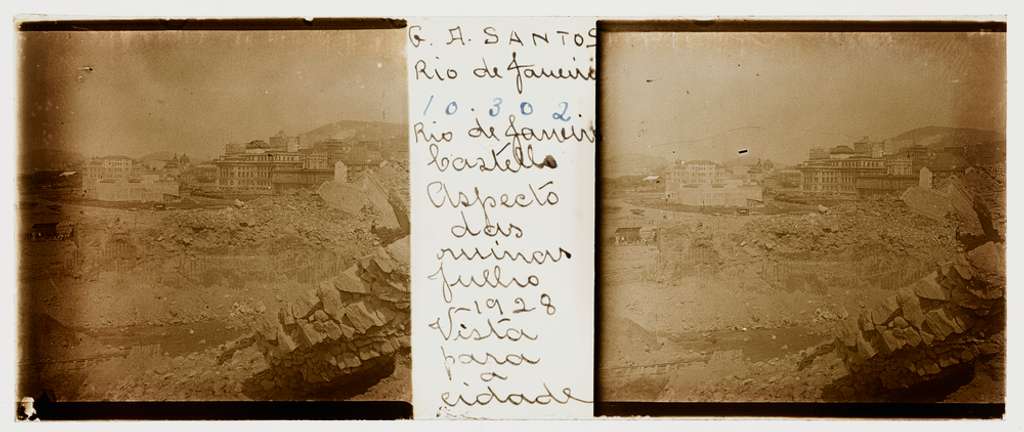 G. A. SANTOS
Rio de Janeiro
10.302
Rio de Janeiro
Castello
Aspecto
das
ruinas
Julho
1928
Vista
para
a
cidade